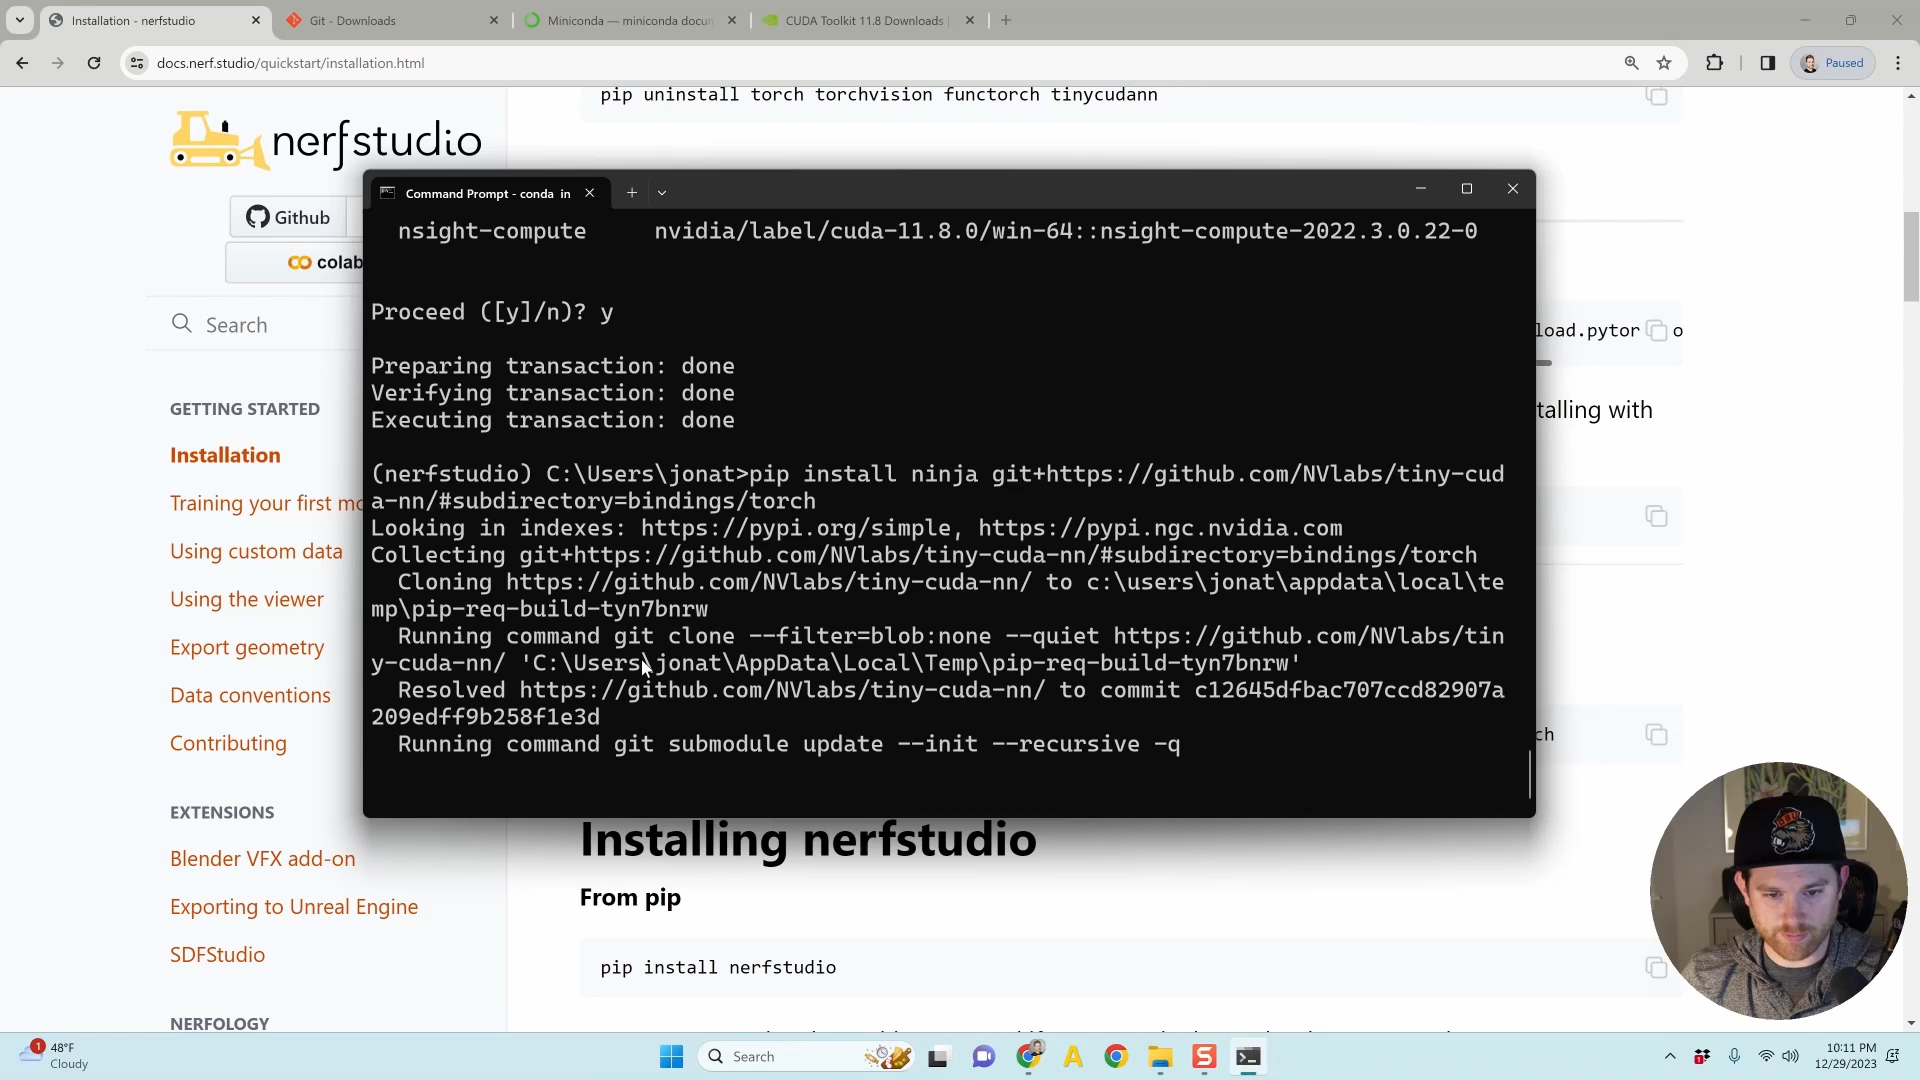 Installation - nerfstudio
Git - Downloads
Miniconda — miniconda docum
CUDA Toolkit 11.8 Downloads
docs.nerf.studio/quickstart/installation.html
Paused
pip uninstall torch torchvision functorch tinycudann
nerfstudio
Github
colab
Search
GETTING STARTED
Installation
Training your first mo
Using custom data
Using the viewer
Export geometry
Data conventions
Contributing
EXTENSIONS
Blender VFX add-on
Exporting to Unreal Engine
SDFStudio
NERFOLOGY
Command Prompt - conda in
nsight-compute nvidia/label/cuda-11.8.0/win-64::nsight-compute-2022.3.0.22-0
Proceed ([y]/n)? y
Preparing transaction: done
Verifying transaction: done
Executing transaction: done
(nerfstudio) C:\Users\jonat>pip install ninja git+https://github.com/NVlabs/tiny-cud
a-nn/#subdirectory=bindings/torch
Looking in indexes: https://pypi.org/simple, https://pypi.ngc.nvidia.com
Collecting git+https://github.com/NVlabs/tiny-cuda-nn/#subdirectory=bindings/torch
Cloning https://github.com/NVlabs/tiny-cuda-nn/ to c:\users\jonat\appdata\local\te
mp\pip-req-build-tyn7bnrw
Running command git clone --filter=blob:none --quiet https://github.com/NVlabs/tin
y-cuda-nn/ 'C:\Users\jonat\AppData\Local\Temp\pip-req-build-tyn7bnrw'
Resolved https://github.com/NVlabs/tiny-cuda-nn/ to commit c12645dfbac707ccd82907a
209edff9b258f1e3d
Running command git submodule update --init --recursive -q
load.pytor o
talling with
ch
Installing nerfstudio
From pip
pip install nerfstudio
1
48°F
Cloudy
Search
10:11 PM
12/29/2023